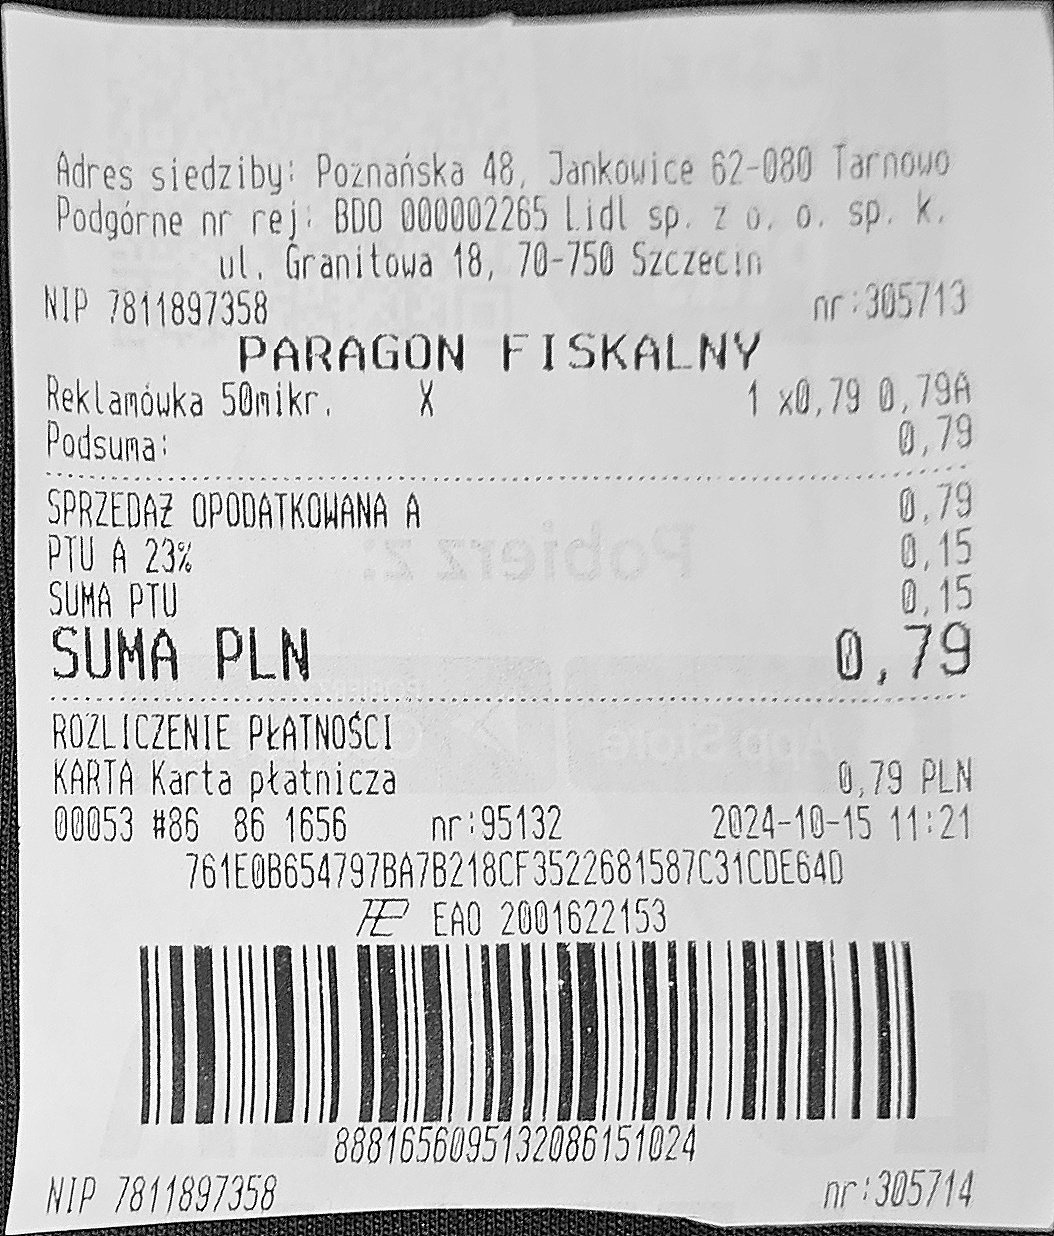 Adres siedziby: Poznańska 48, Jankowice 62-080 Tarnowo
Podgórne nr rej: BDO 000002265 Lidl sp. z o. o. sp. k.
ul. Granitowa 18, 70-750 Szczecin
NIP 7811897358 nr:305713
PARAGON FISKALNY
Reklamówka 50mikr. X 1 x0,79 0,79A
Podsuma: 0,79
SPRZEDAŻ OPODATKOWANA A 0,79
PTU A 23% 0,15
SUMA PTU 0,15
SUMA PLN 0,79
ROZLICZENIE PŁATNOŚCI
KARTA Karta płatnicza 0,79 PLN
00053 #86 86 1656 nr:95132 2024-10-15 11:21
761E0B654797BA7B218CF3522681587C31CDE64D
EAO 2001622153
88816560951320861​51024
NIP 7811897358 nr:305714